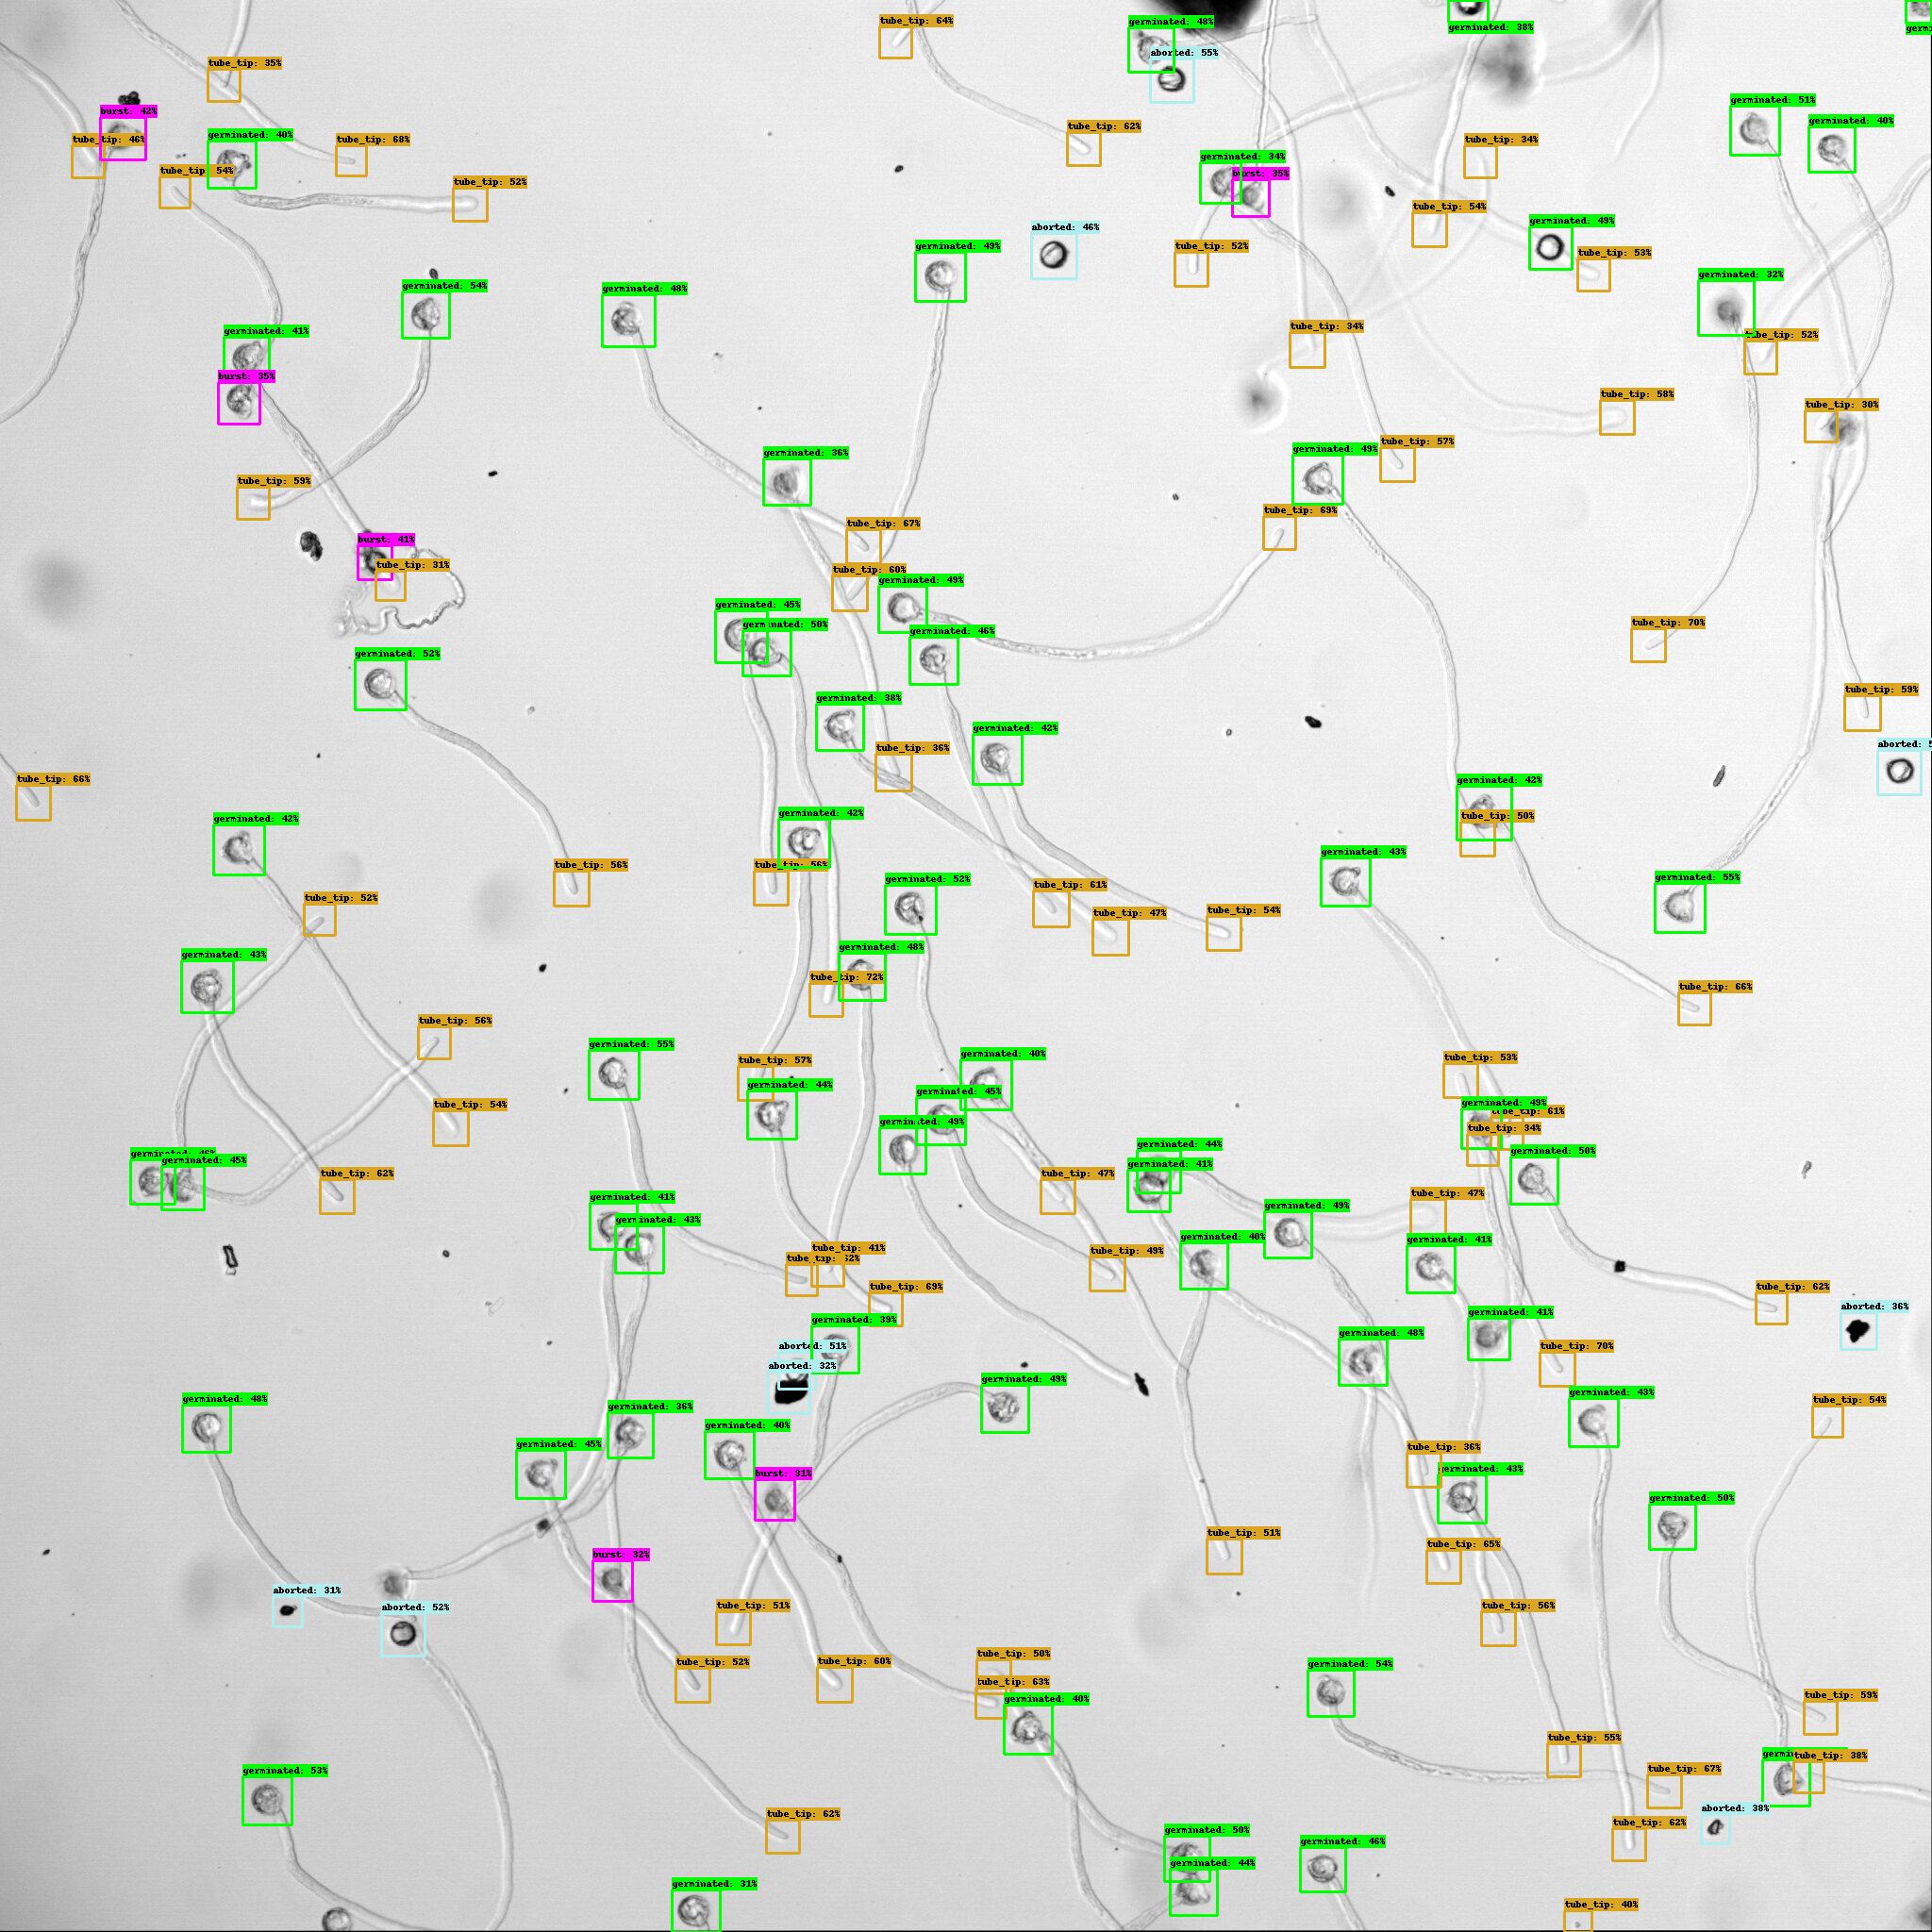 tube_tip: 64%
germinated: 48%
germinated: 38%
germ
aborted: 55%
tube_tip: 35%
burst: 42%
germinated: 51%
germinated: 40%
tube_tip: 62%
tube_tip: 46%
germinated: 40%
tube_tip: 68%
tube_tip: 34%
germinated: 34%
tube_tip: 54%
burst: 35%
tube_tip: 52%
tube_tip: 54%
germinated: 49%
aborted: 46%
germinated: 49%
tube_tip: 52%
tube_tip: 53%
germinated: 32%
germinated: 54%
germinated: 48%
germinated: 41%
tube_tip: 34%
tube_tip: 52%
burst: 35%
tube_tip: 58%
tube_tip: 30%
tube_tip: 57%
germinated: 36%
germinated: 49%
tube_tip: 59%
tube_tip: 69%
tube_tip: 67%
burst: 41%
tube_tip: 31%
tube_tip: 60%
germinated: 49%
germinated: 45%
germinated: 50%
germinated: 46%
tube_tip: 70%
germinated: 52%
tube_tip: 59%
germinated: 38%
germinated: 42%
tube_tip: 36%
aborted: 5
tube_tip: 66%
germinated: 42%
germinated: 42%
germinated: 42%
tube_tip: 50%
germinated: 43%
tube_tip: 56%
tube_tip: 56%
germinated: 52%
germinated: 55%
tube_tip: 61%
tube_tip: 52%
tube_tip: 47%
tube_tip: 54%
germinated: 48%
germinated: 43%
tube_tip: 72%
tube_tip: 66%
tube_tip: 56%
germinated: 55%
germinated: 40%
tube_tip: 57%
tube_tip: 53%
germinated: 44%
germinated: 45%
tube_tip: 54%
germinated: 49%
tube_tip: 61%
germinated: 49%
tube_tip: 34%
germinated: 44%
germinated: 50%
germinated: 46%
germinated: 45%
germinated: 41%
tube_tip: 62%
tube_tip: 47%
tube_tip: 47%
germinated: 41%
germinated: 49%
germinated: 43%
germinated: 40%
germinated: 41%
tube_tip: 41%
tube_tip: 62%
tube_tip: 49%
tube_tip: 69%
tube_tip: 62%
aborted: 36%
germinated: 39%
germinated: 41%
germinated: 48%
aborted: 51%
tube_tip: 70%
aborted: 32%
germinated: 49%
germinated: 43%
germinated: 48%
tube_tip: 54%
germinated: 36%
germinated: 40%
germinated: 45%
tube_tip: 36%
burst: 31%
germinated: 43%
germinated: 50%
tube_tip: 51%
tube_tip: 65%
burst: 32%
aborted: 31%
aborted: 52%
tube_tip: 51%
tube_tip: 56%
tube_tip: 52%
tube_tip: 60%
tube_tip: 50%
germinated: 54%
tube_tip: 63%
germinated: 40%
tube_tip: 59%
tube_tip: 55%
germin
tube_tip: 38%
germinated: 53%
tube_tip: 67%
aborted: 38%
tube_tip: 62%
tube_tip: 62%
germinated: 50%
germinated: 46%
germinated: 44%
germinated: 31%
tube_tip: 40%